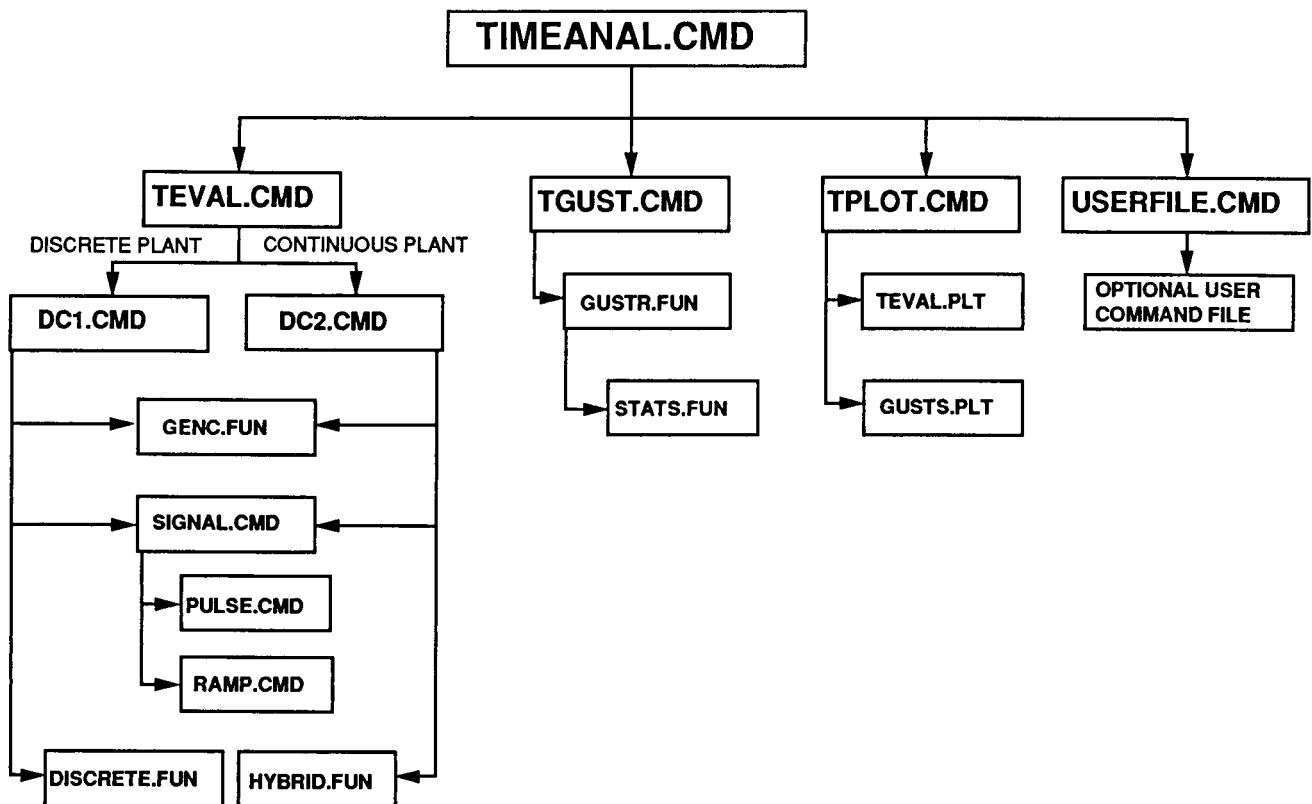 TIMEANAL.CMD
TEVAL.CMD
TGUST.CMD
TPLOT.CMD
USERFILE.CMD
DISCRETE PLANT
CONTINUOUS PLANT
DC1.CMD
DC2.CMD
GUSTR.FUN
TEVAL.PLT
OPTIONAL USER
COMMAND FILE
GENC.FUN
STATS.FUN
GUSTS.PLT
SIGNAL.CMD
PULSE.CMD
RAMP.CMD
DISCRETE.FUN
HYBRID.FUN